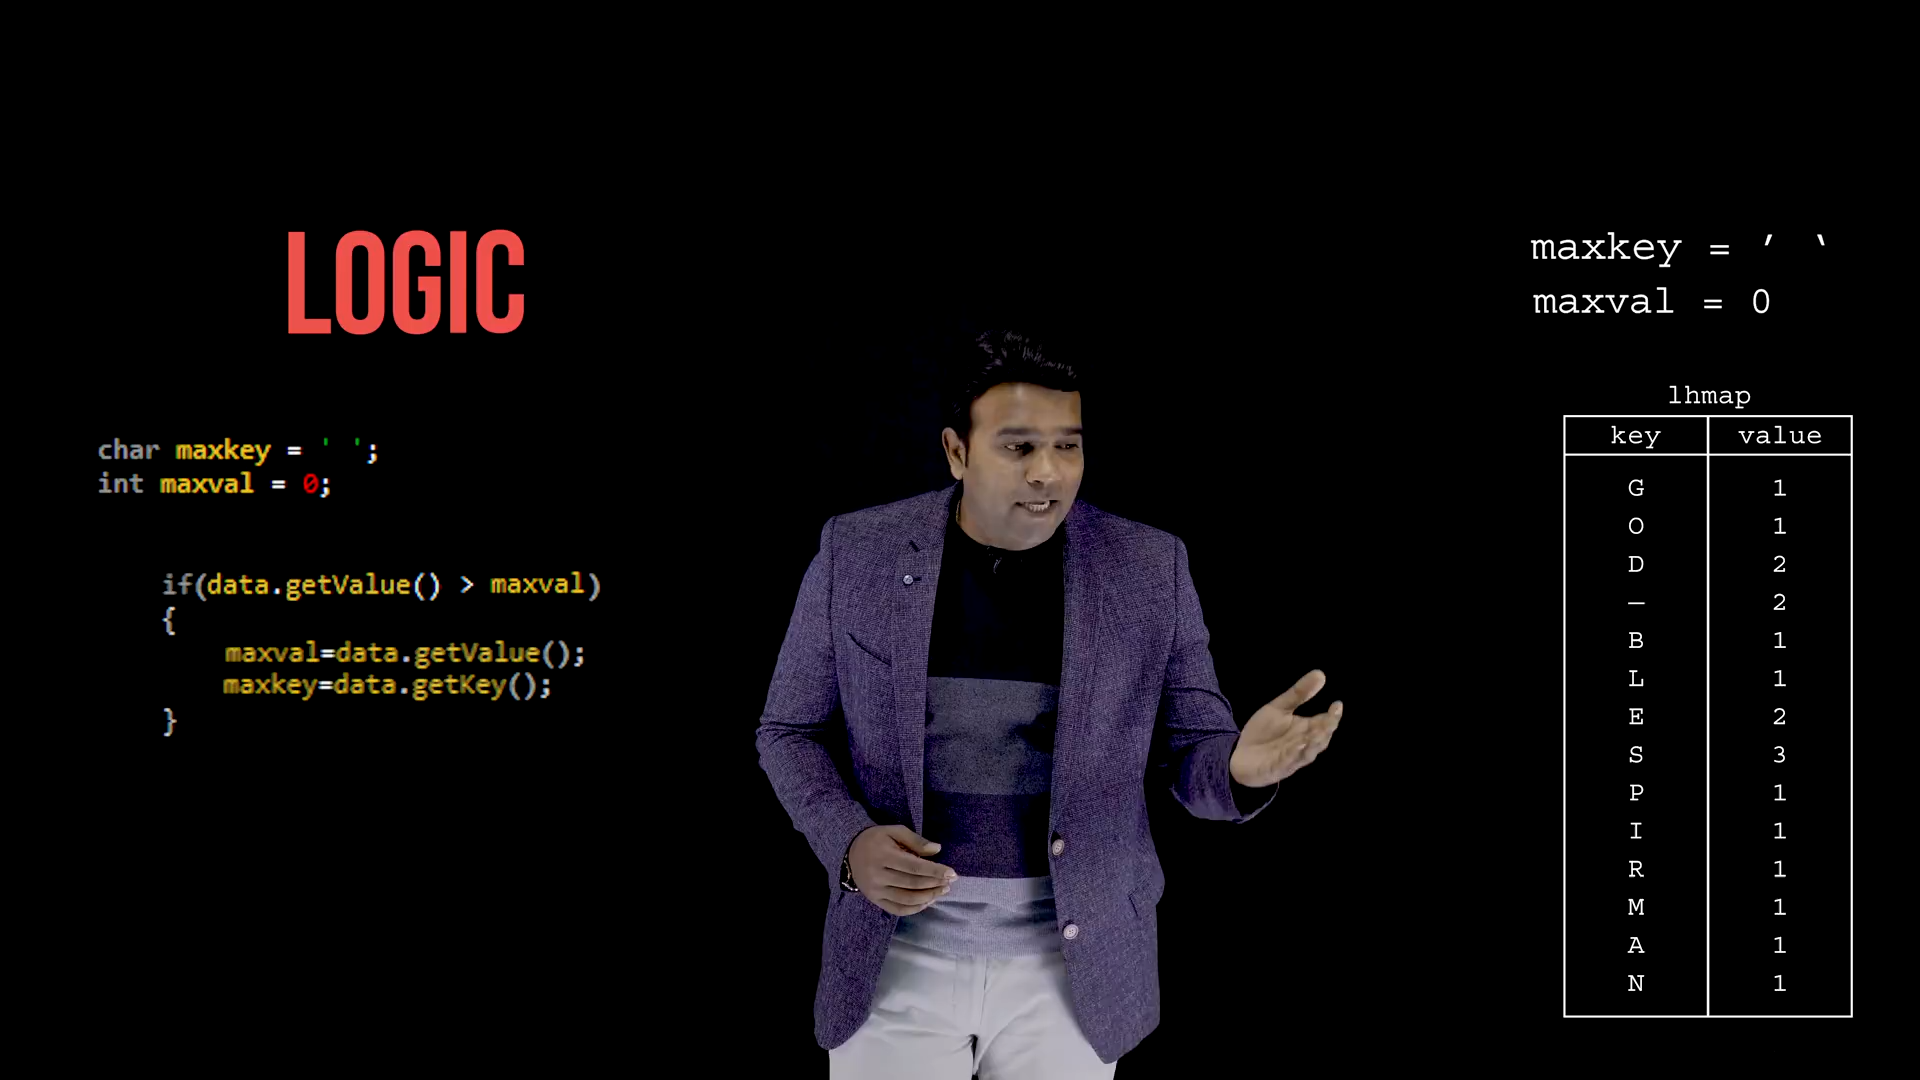 LOGIC
char maxkey = ' ';
int maxval = 0;
if(data.getValue() > maxval)
{
maxval=data.getValue();
maxkey=data.getKey();
}
maxkey = ’ ‘
maxval = 0
lhmap
key value
G 1
O 1
D 2
— 2
B 1
L 1
E 2
S 3
P 1
I 1
R 1
M 1
A 1
N 1